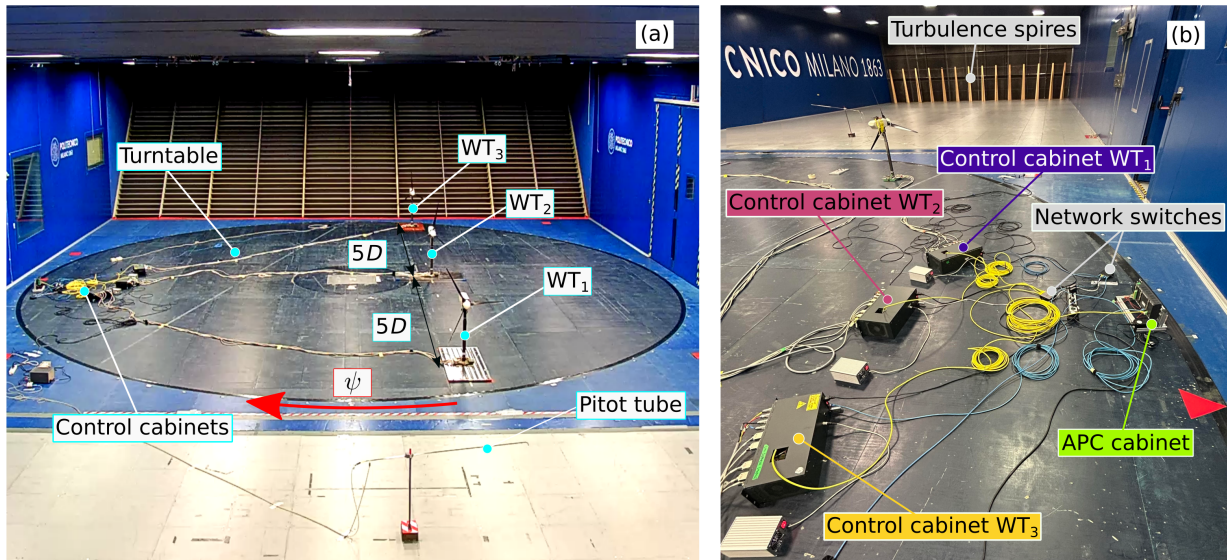 (a)
Turntable
WT3
WT2
5D
WT1
5D
ψ
Pitot tube
Control cabinets
POLITECNICO
(b)
Turbulence spires
CNICO MILANO 1863
Control cabinet WT1
Control cabinet WT2
Network switches
APC cabinet
Control cabinet WT3